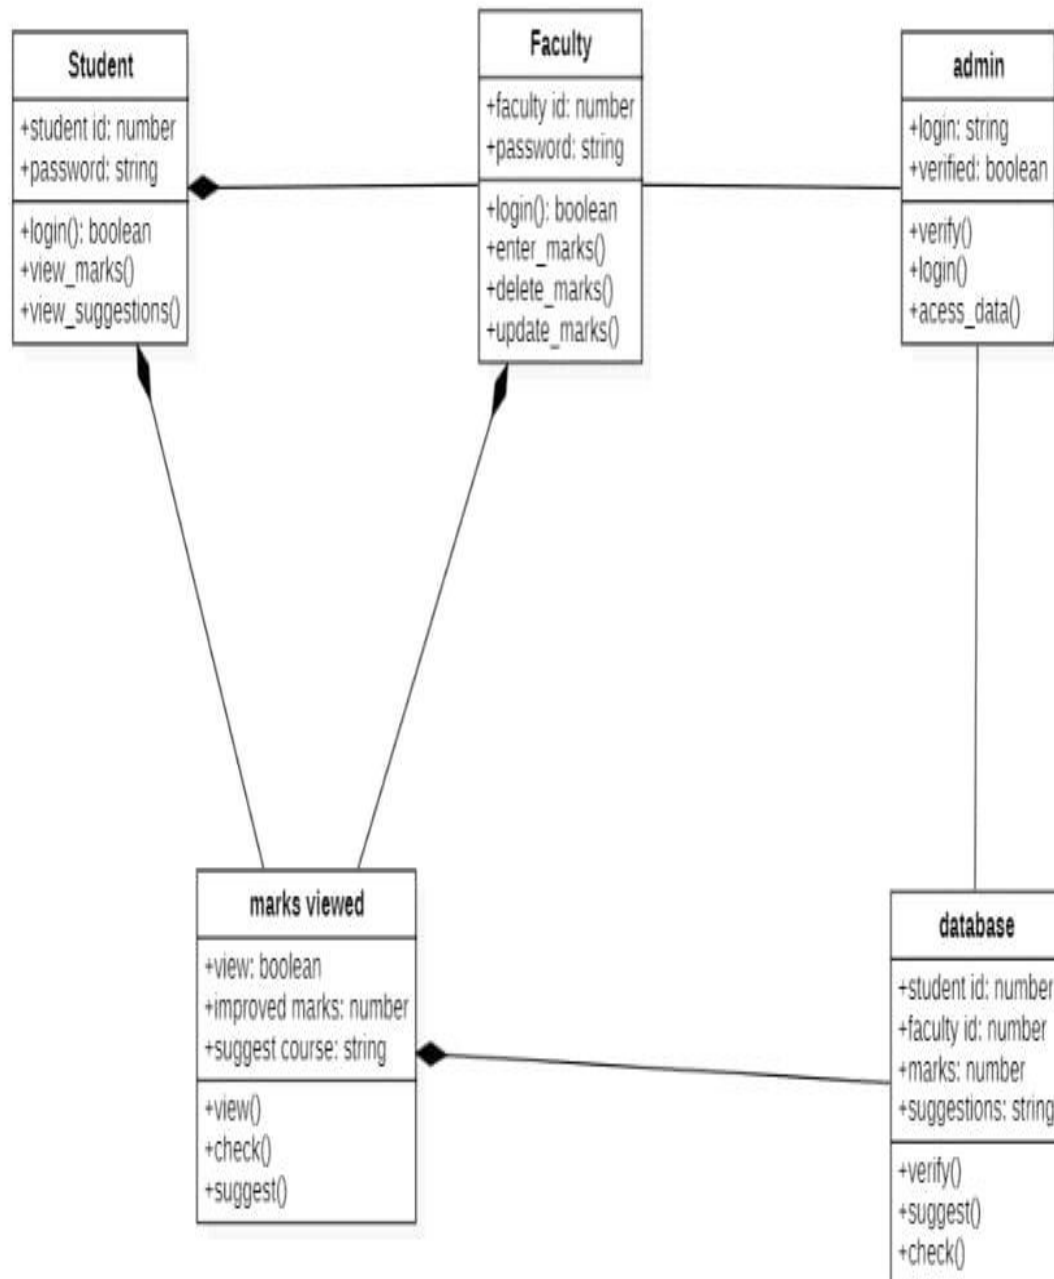 Student
+student id: number
+password: string
+login(): boolean
+view_marks()
+view_suggestions()
Faculty
+faculty id: number
+password: string
+login(): boolean
+enter_marks()
+delete_marks()
+update_marks()
admin
+login: string
+verified: boolean
+verify()
+login()
+acess_data()
marks viewed
+view: boolean
+improved marks: number
+suggest course: string
+view()
+check()
+suggest()
database
+student id: number
+faculty id: number
+marks: number
+suggestions: string
+verify()
+suggest()
+check()